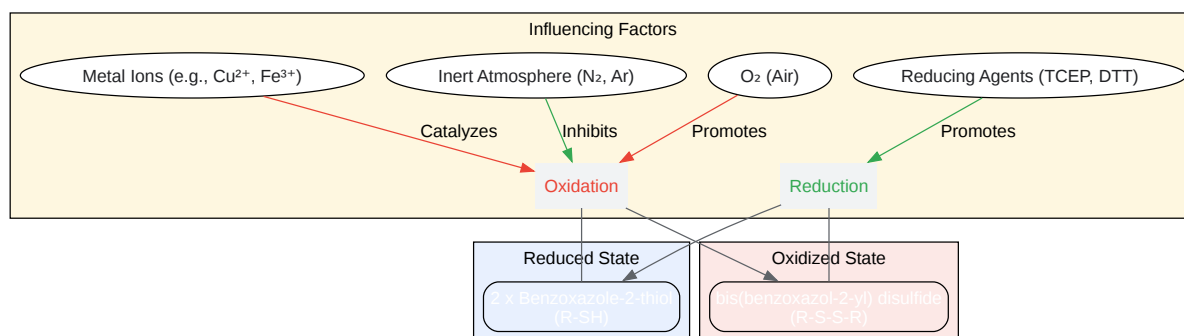 Influencing Factors
Metal Ions (e.g., Cu²⁺, Fe³⁺)
Inert Atmosphere (N₂, Ar)
O₂ (Air)
Reducing Agents (TCEP, DTT)
Catalyzes
Inhibits
Promotes
Promotes
Oxidation
Reduction
Reduced State
Oxidized State
2 x Benzoxazole-2-thiol
(R-SH)
bis(benzoxazol-2-yl) disulfide
(R-S-S-R)